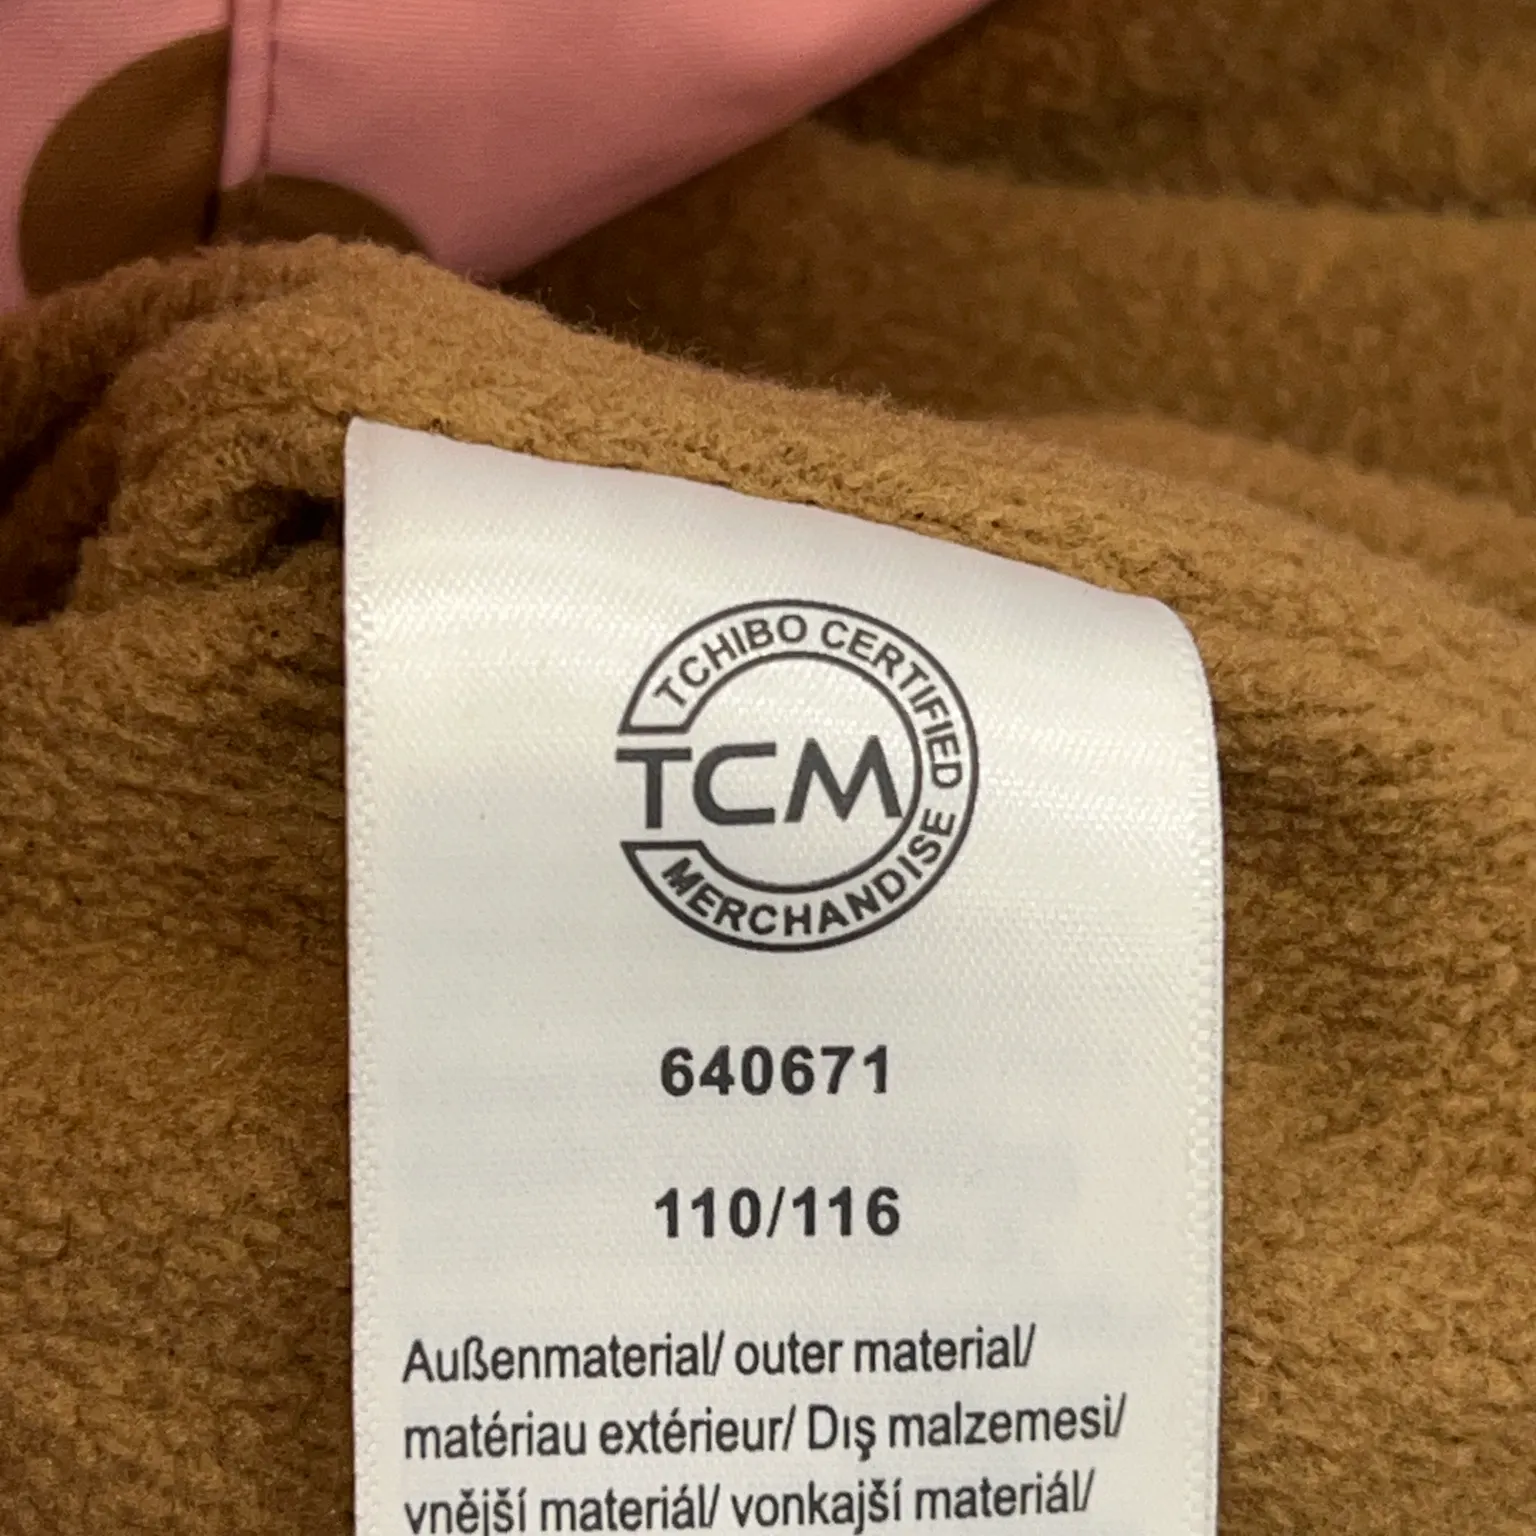 TCHIBO CERTIFIED
TCM
MERCHANDISE
640671
110/116
Außenmaterial/ outer material/
matériau extérieur/ Dış malzemesi/
vnější materiál/ vonkajší materiál/